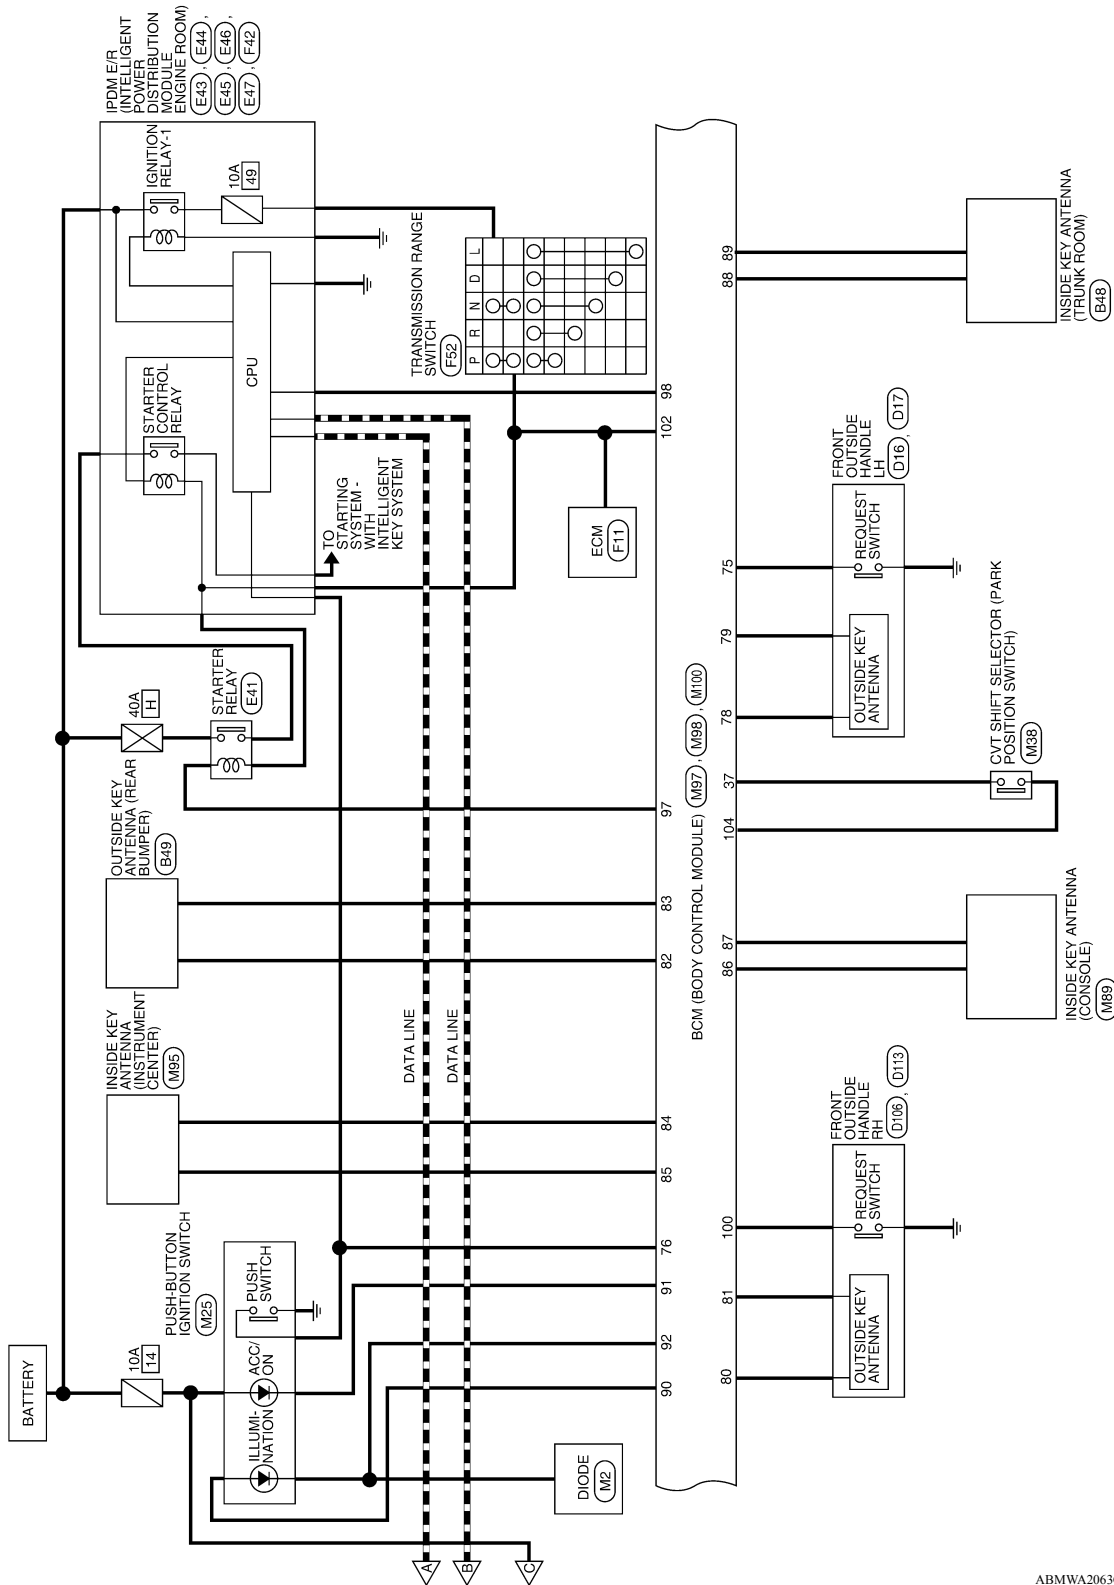 BATTERY
10A
14
PUSH-BUTTON
IGNITION SWITCH
M25
ILLUMI-
NATION
ACC/
ON
PUSH
SWITCH
INSIDE KEY
ANTENNA
(INSTRUMENT
CENTER)
M95
OUTSIDE KEY
ANTENNA (REAR
BUMPER)
B49
40A
H
STARTER
RELAY
E41
IPDM E/R
(INTELLIGENT
POWER
DISTRIBUTION
MODULE
ENGINE ROOM)
E43 , E44 ,
E45 , E46 ,
E47 , F42
STARTER
CONTROL
RELAY
IGNITION
RELAY-1
10A
49
CPU
TO
STARTING
SYSTEM -
WITH
INTELLIGENT
KEY SYSTEM
TRANSMISSION RANGE
SWITCH
F52
P R N D L
ECM
F11
A
B
C
DATA LINE
DATA LINE
DIODE
M2
90 92 91 76 85 84 82 83 97 102 98
BCM (BODY CONTROL MODULE) M97 , M98 , M100
80 81 100 86 87 104 37 78 79 75 88 89
OUTSIDE KEY
ANTENNA
REQUEST
SWITCH
FRONT
OUTSIDE
HANDLE
RH
D106 , D113
INSIDE KEY ANTENNA
(CONSOLE)
M89
CVT SHIFT SELECTOR (PARK
POSITION SWITCH)
M38
OUTSIDE KEY
ANTENNA
REQUEST
SWITCH
FRONT
OUTSIDE
HANDLE
LH
D16 , D17
INSIDE KEY ANTENNA
(TRUNK ROOM)
B48